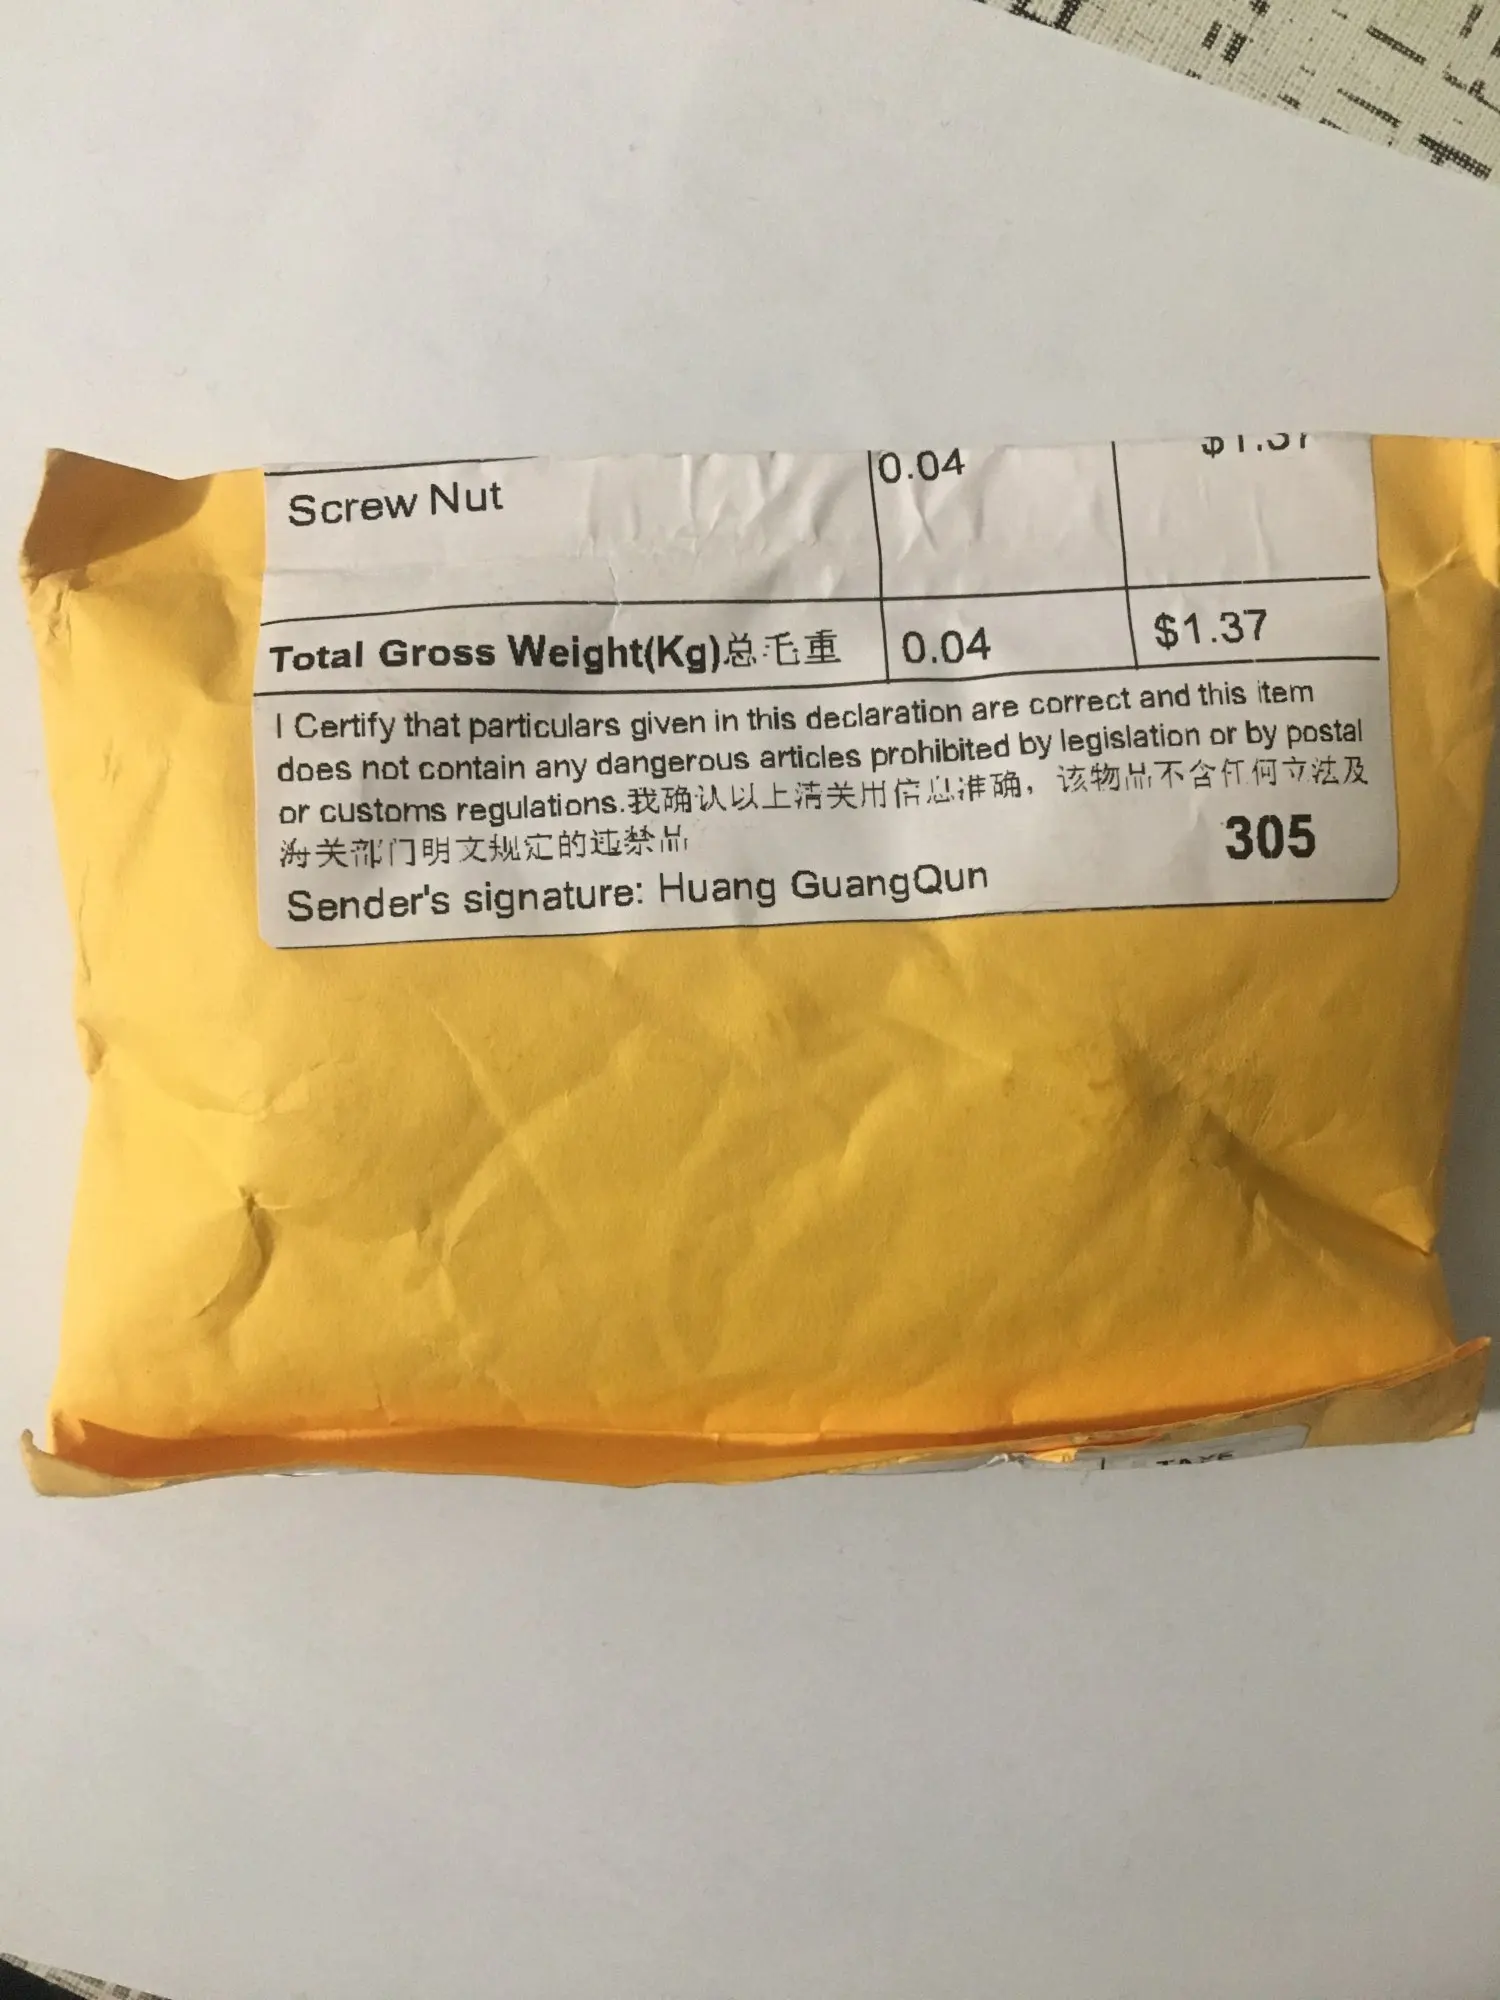 Screw Nut 0.04 $1.37
Total Gross Weight(Kg)总毛重 0.04 $1.37
I Certify that particulars given in this declaration are correct and this item
does not contain any dangerous articles prohibited by legislation or by postal
or customs regulations.我确认以上清关用信息准确，该物品不含任何立法及
海关部门明文规定的违禁品
305
Sender's signature: Huang GuangQun